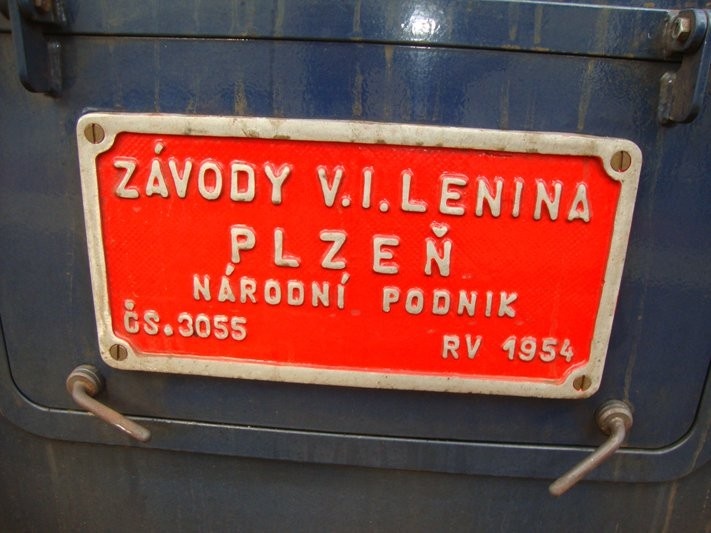 ZÁVODY V.I.LENINA
PLZEŇ
NÁRODNÍ PODNIK
ČS.3055
RV 1954